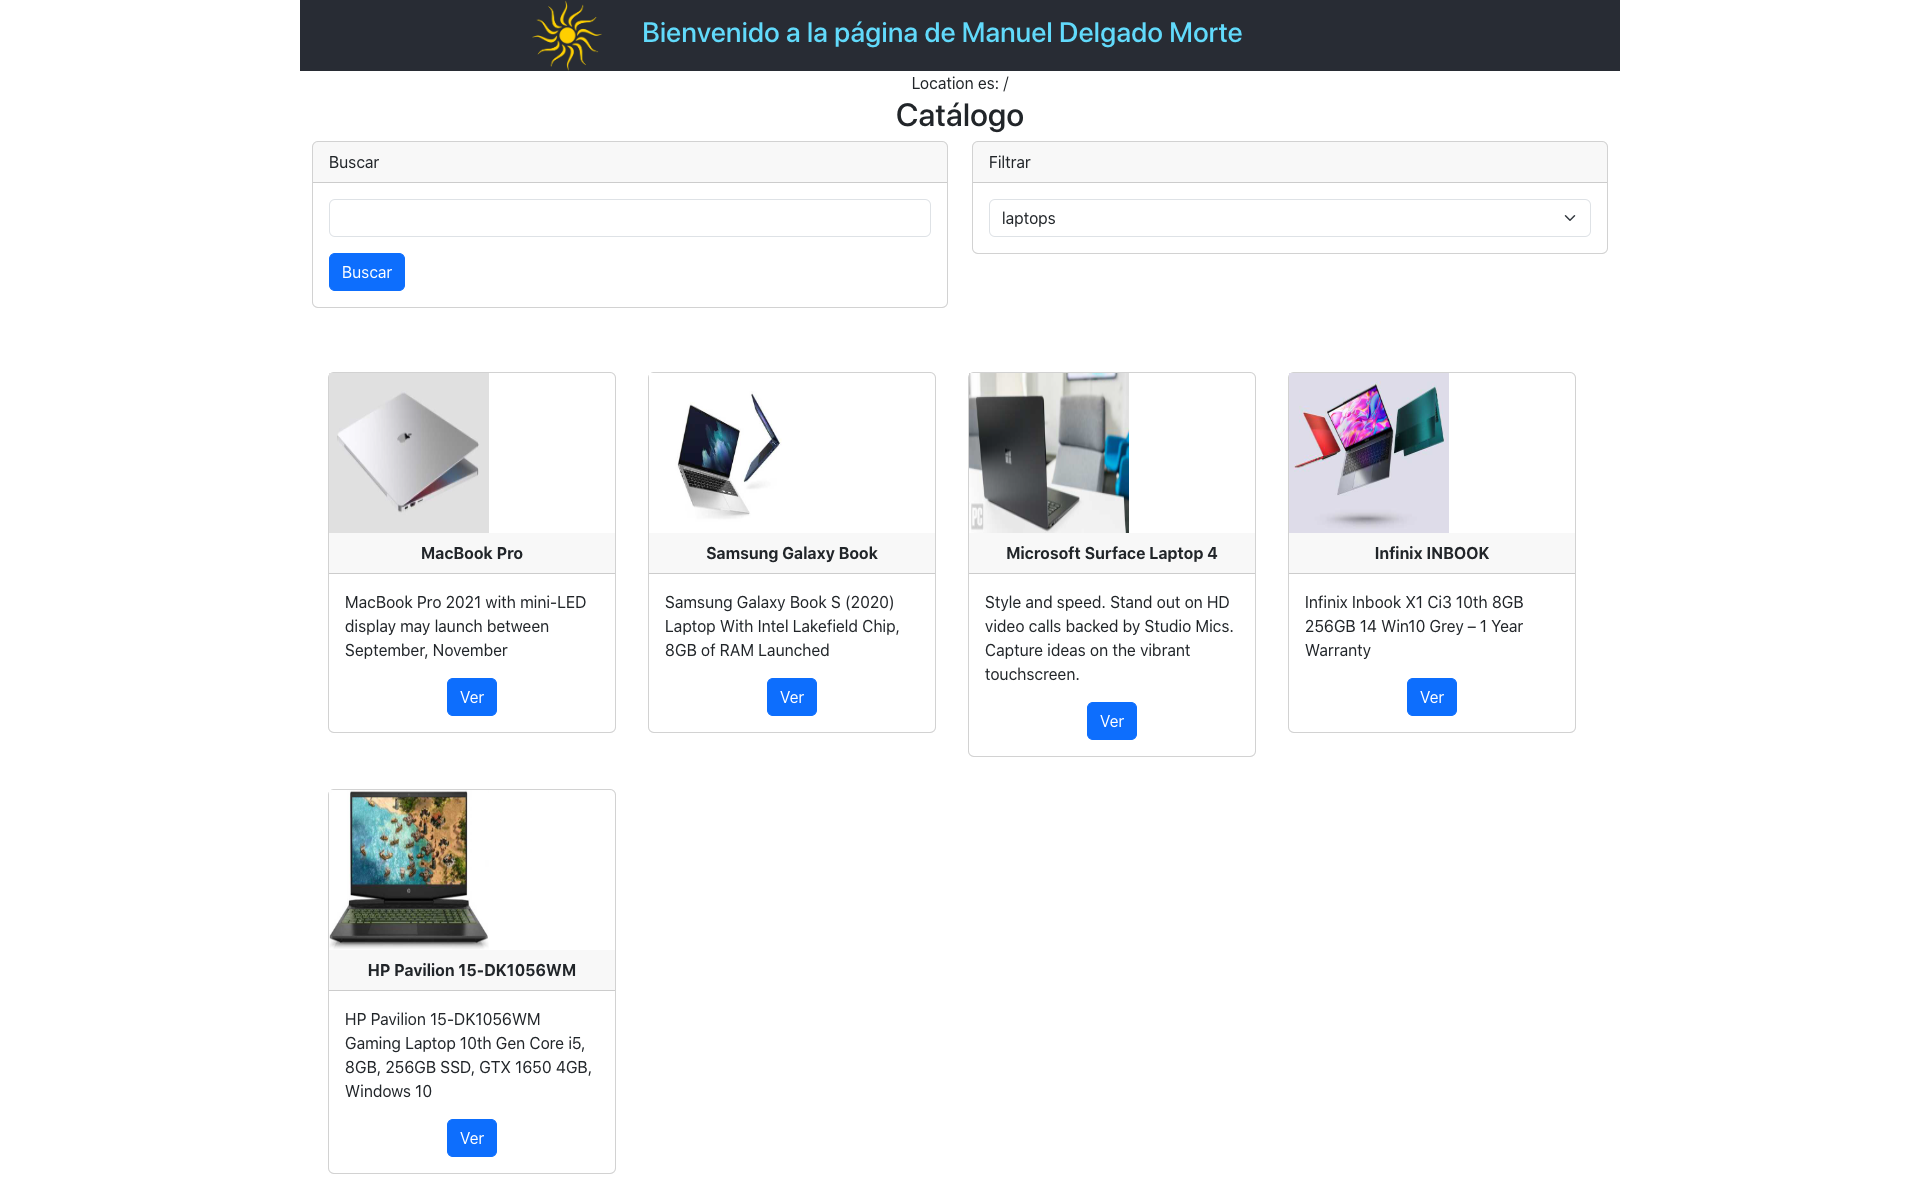 Bienvenido a la página de Manuel Delgado Morte
Location es: /
Catálogo
Buscar
Filtrar
laptops
Buscar
MacBook Pro
MacBook Pro 2021 with mini-LED
display may launch between
September, November
Ver
Samsung Galaxy Book
Samsung Galaxy Book S (2020)
Laptop With Intel Lakefield Chip,
8GB of RAM Launched
Ver
PC
Microsoft Surface Laptop 4
Style and speed. Stand out on HD
video calls backed by Studio Mics.
Capture ideas on the vibrant
touchscreen.
Ver
Infinix INBOOK
Infinix Inbook X1 Ci3 10th 8GB
256GB 14 Win10 Grey – 1 Year
Warranty
Ver
HP Pavilion 15-DK1056WM
HP Pavilion 15-DK1056WM
Gaming Laptop 10th Gen Core i5,
8GB, 256GB SSD, GTX 1650 4GB,
Windows 10
Ver